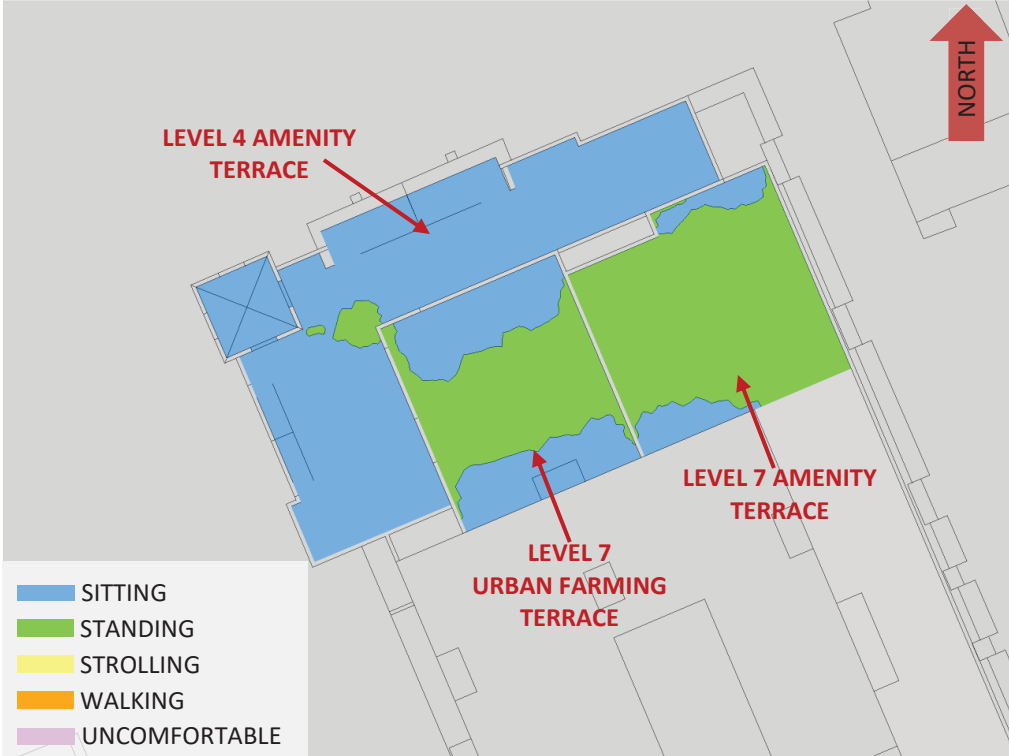 NORTH
LEVEL 4 AMENITY
TERRACE
LEVEL 7 AMENITY
TERRACE
LEVEL 7
URBAN FARMING
TERRACE
SITTING
STANDING
STROLLING
WALKING
UNCOMFORTABLE